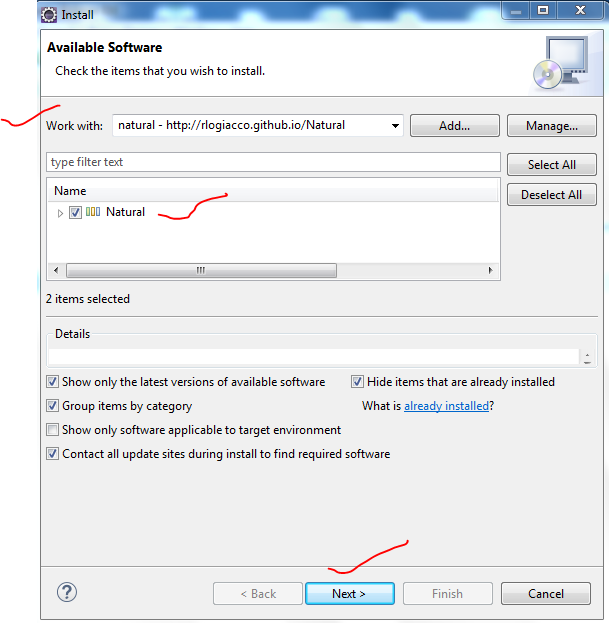 Install
Available Software
Check the items that you wish to install.
Work with: natural - http://rlogiacco.github.io/Natural Add... Manage...
type filter text Select All
Name Deselect All
Natural
2 items selected
Details
Show only the latest versions of available software Hide items that are already installed
Group items by category What is already installed?
Show only software applicable to target environment
Contact all update sites during install to find required software
? < Back Next > Finish Cancel